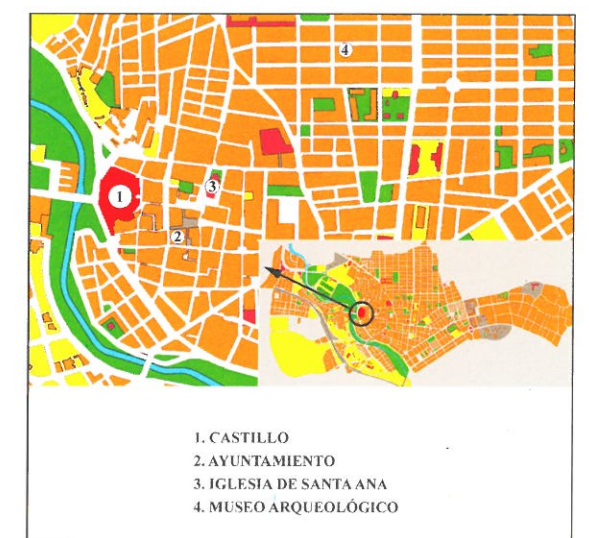 4
1
3
2
1. CASTILLO
2. AYUNTAMIENTO
3. IGLESIA DE SANTA ANA
4. MUSEO ARQUEOLÓGICO